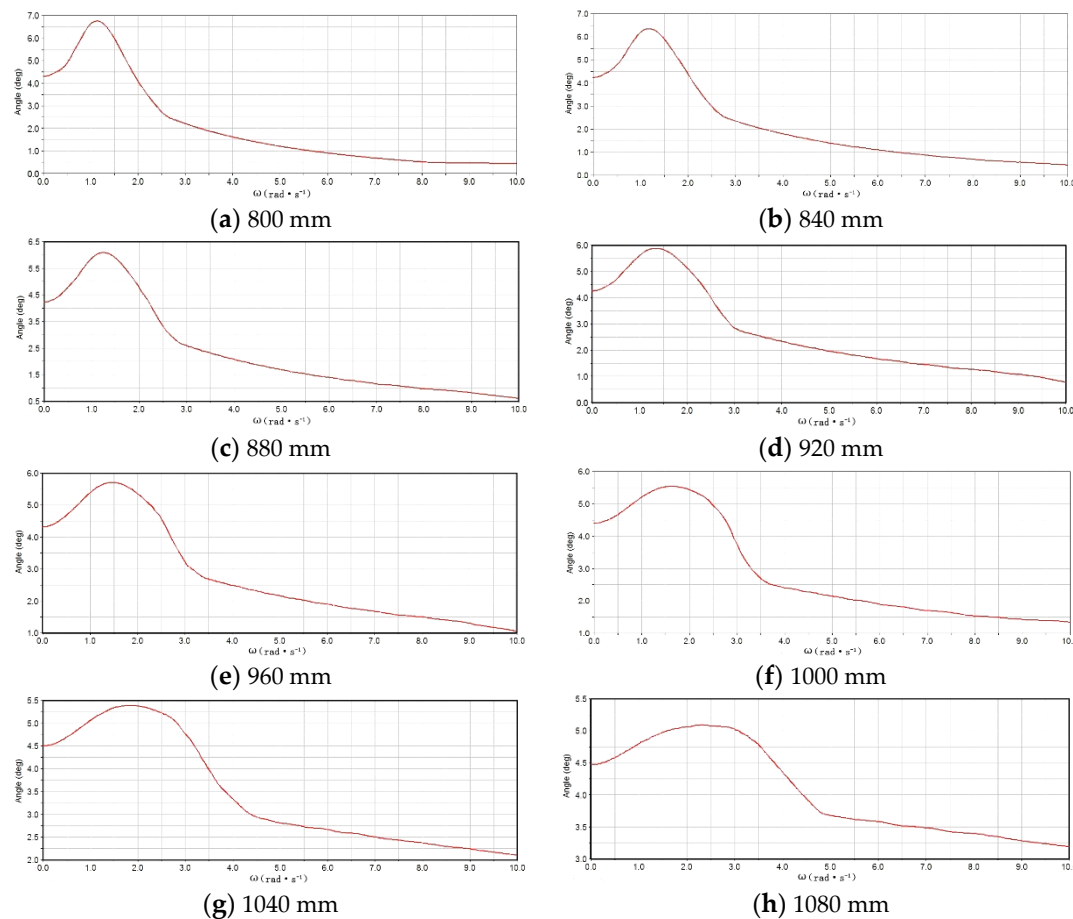 7.0 6.0 5.0 4.0 3.0 2.0 1.0 0.0
Angle (deg)
0.0 1.0 2.0 3.0 4.0 5.0 6.0 7.0 8.0 9.0 10.0
ω(rad·s⁻¹)
(a) 800 mm
7.0 6.0 5.0 4.0 3.0 2.0 1.0 0.0
Angle (deg)
0.0 1.0 2.0 3.0 4.0 5.0 6.0 7.0 8.0 9.0 10.0
ω(rad·s⁻¹)
(b) 840 mm
6.5 5.5 4.5 3.5 2.5 1.5 0.5
Angle (deg)
0.0 1.0 2.0 3.0 4.0 5.0 6.0 7.0 8.0 9.0 10.0
ω(rad·s⁻¹)
(c) 880 mm
6.0 5.0 4.0 3.0 2.0 1.0 0.0
Angle (deg)
0.0 1.0 2.0 3.0 4.0 5.0 6.0 7.0 8.0 9.0 10.0
ω(rad·s⁻¹)
(d) 920 mm
6.0 5.0 4.0 3.0 2.0 1.0
Angle (deg)
0.0 1.0 2.0 3.0 4.0 5.0 6.0 7.0 8.0 9.0 10.0
ω(rad·s⁻¹)
(e) 960 mm
6.0 5.0 4.0 3.0 2.0 1.0
Angle (deg)
0.0 1.0 2.0 3.0 4.0 5.0 6.0 7.0 8.0 9.0 10.0
ω(rad·s⁻¹)
(f) 1000 mm
5.5 5.0 4.5 4.0 3.5 3.0 2.5 2.0
Angle (deg)
0.0 1.0 2.0 3.0 4.0 5.0 6.0 7.0 8.0 9.0 10.0
ω(rad·s⁻¹)
(g) 1040 mm
5.5 5.0 4.5 4.0 3.5 3.0
Angle (deg)
0.0 1.0 2.0 3.0 4.0 5.0 6.0 7.0 8.0 9.0 10.0
ω(rad·s⁻¹)
(h) 1080 mm